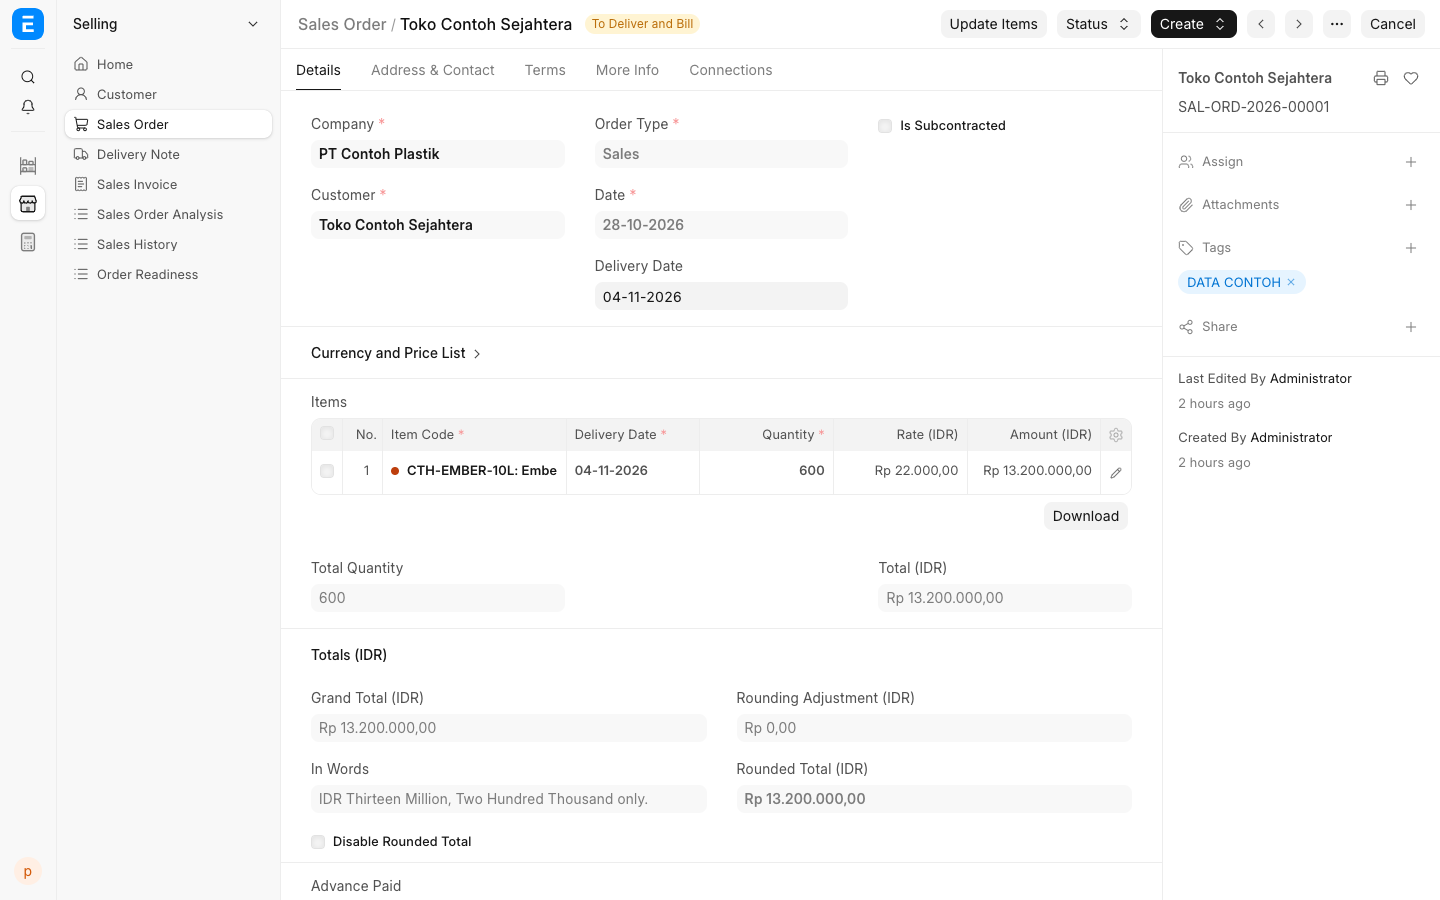 Selling
Home
Customer
Sales Order
Delivery Note
Sales Invoice
Sales Order Analysis
Sales History
Order Readiness
p
Sales Order / Toko Contoh Sejahtera
To Deliver and Bill
Update Items
Status
Create
Cancel
Details
Address & Contact
Terms
More Info
Connections
Company *
PT Contoh Plastik
Order Type *
Sales
Is Subcontracted
Customer *
Toko Contoh Sejahtera
Date *
28-10-2026
Delivery Date
04-11-2026
Currency and Price List
Items
No. Item Code * Delivery Date * Quantity * Rate (IDR) Amount (IDR)
1 CTH-EMBER-10L: Embe 04-11-2026 600 Rp 22.000,00 Rp 13.200.000,00
Download
Total Quantity
600
Total (IDR)
Rp 13.200.000,00
Totals (IDR)
Grand Total (IDR)
Rp 13.200.000,00
Rounding Adjustment (IDR)
Rp 0,00
In Words
IDR Thirteen Million, Two Hundred Thousand only.
Rounded Total (IDR)
Rp 13.200.000,00
Disable Rounded Total
Advance Paid
Toko Contoh Sejahtera
SAL-ORD-2026-00001
Assign
Attachments
Tags
DATA CONTOH
Share
Last Edited By Administrator
2 hours ago
Created By Administrator
2 hours ago